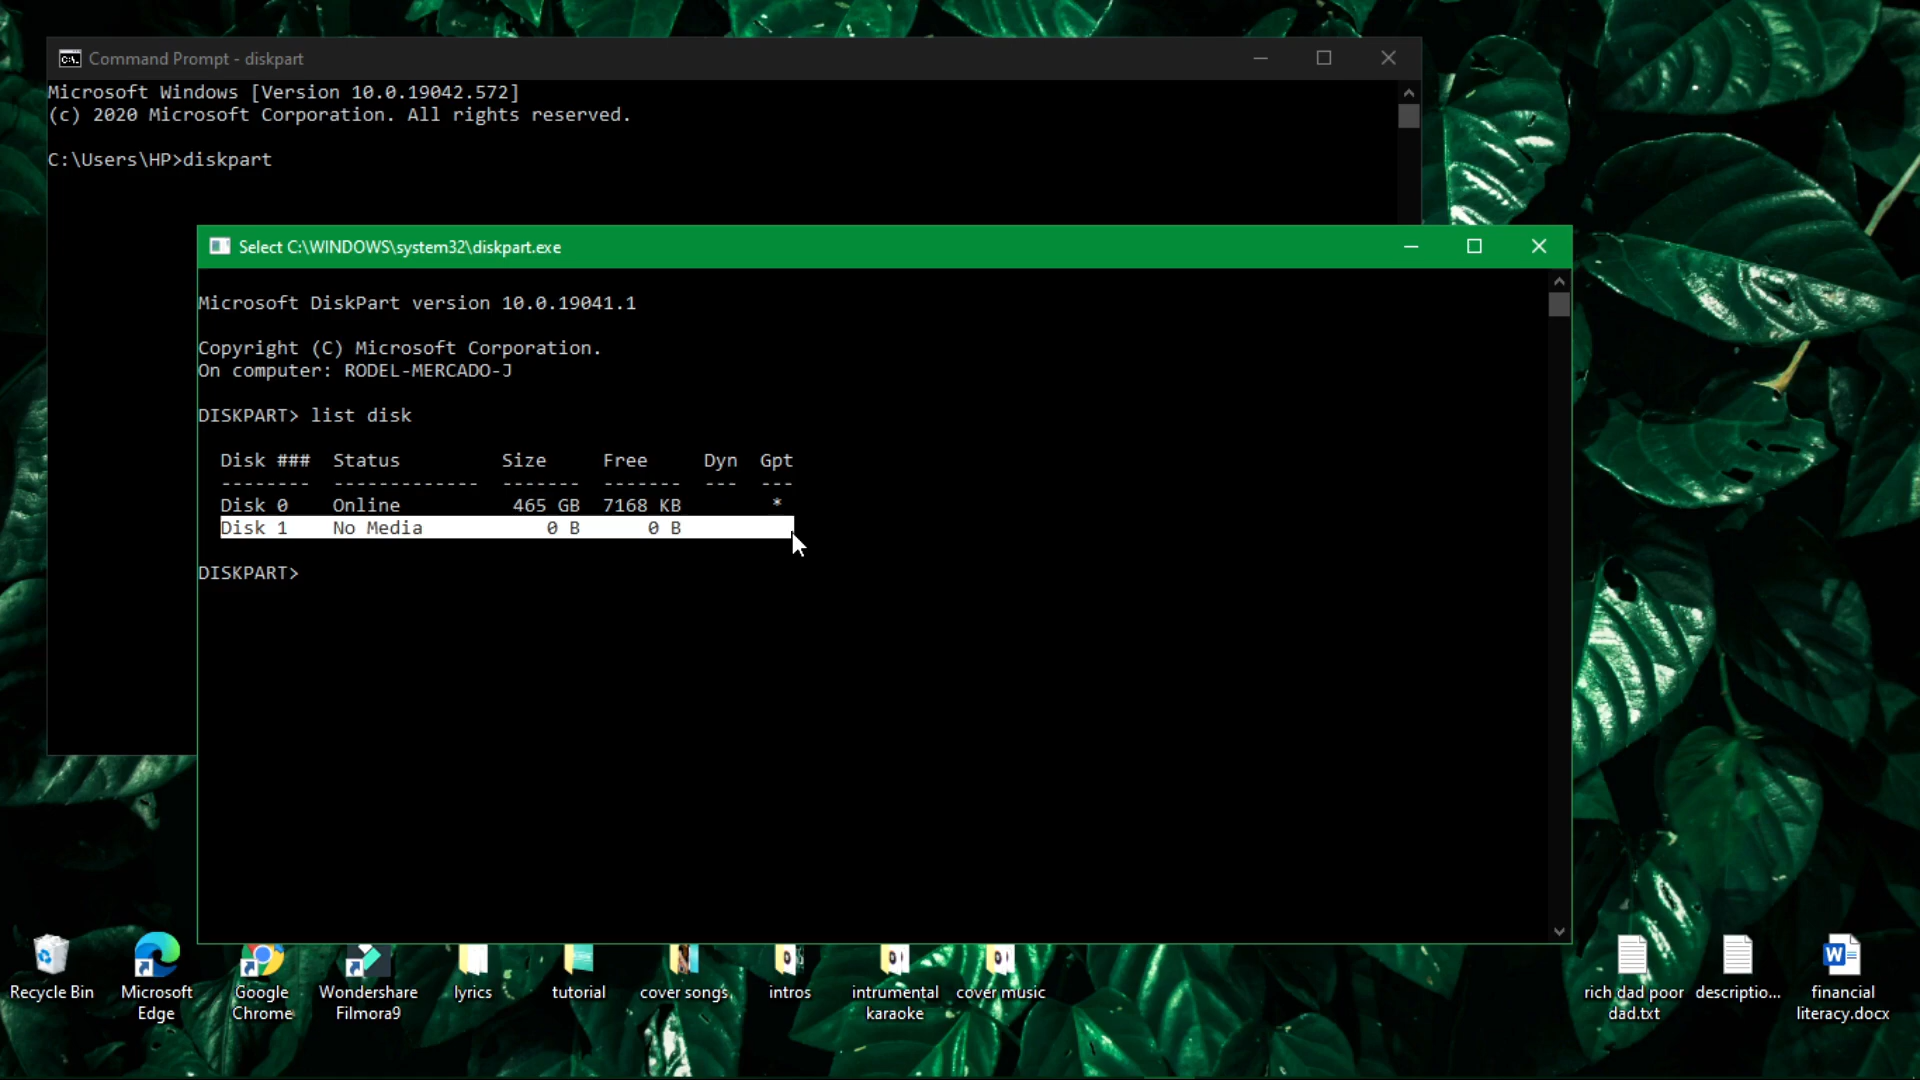 Command Prompt - diskpart
Microsoft Windows [Version 10.0.19042.572]
(c) 2020 Microsoft Corporation. All rights reserved.
C:\Users\HP>diskpart
Select C:\WINDOWS\system32\diskpart.exe
Microsoft DiskPart version 10.0.19041.1
Copyright (C) Microsoft Corporation.
On computer: RODEL-MERCADO-J
DISKPART> list disk
Disk ### Status Size Free Dyn Gpt
-------- ------------- ------- ------- --- ---
Disk 0 Online 465 GB 7168 KB *
Disk 1 No Media 0 B 0 B
DISKPART>
Recycle Bin
Microsoft Edge
Google Chrome
Wondershare Filmora9
lyrics
tutorial
cover songs
intros
intrumental karaoke
cover music
rich dad poor dad.txt
descriptio...
financial literacy.docx